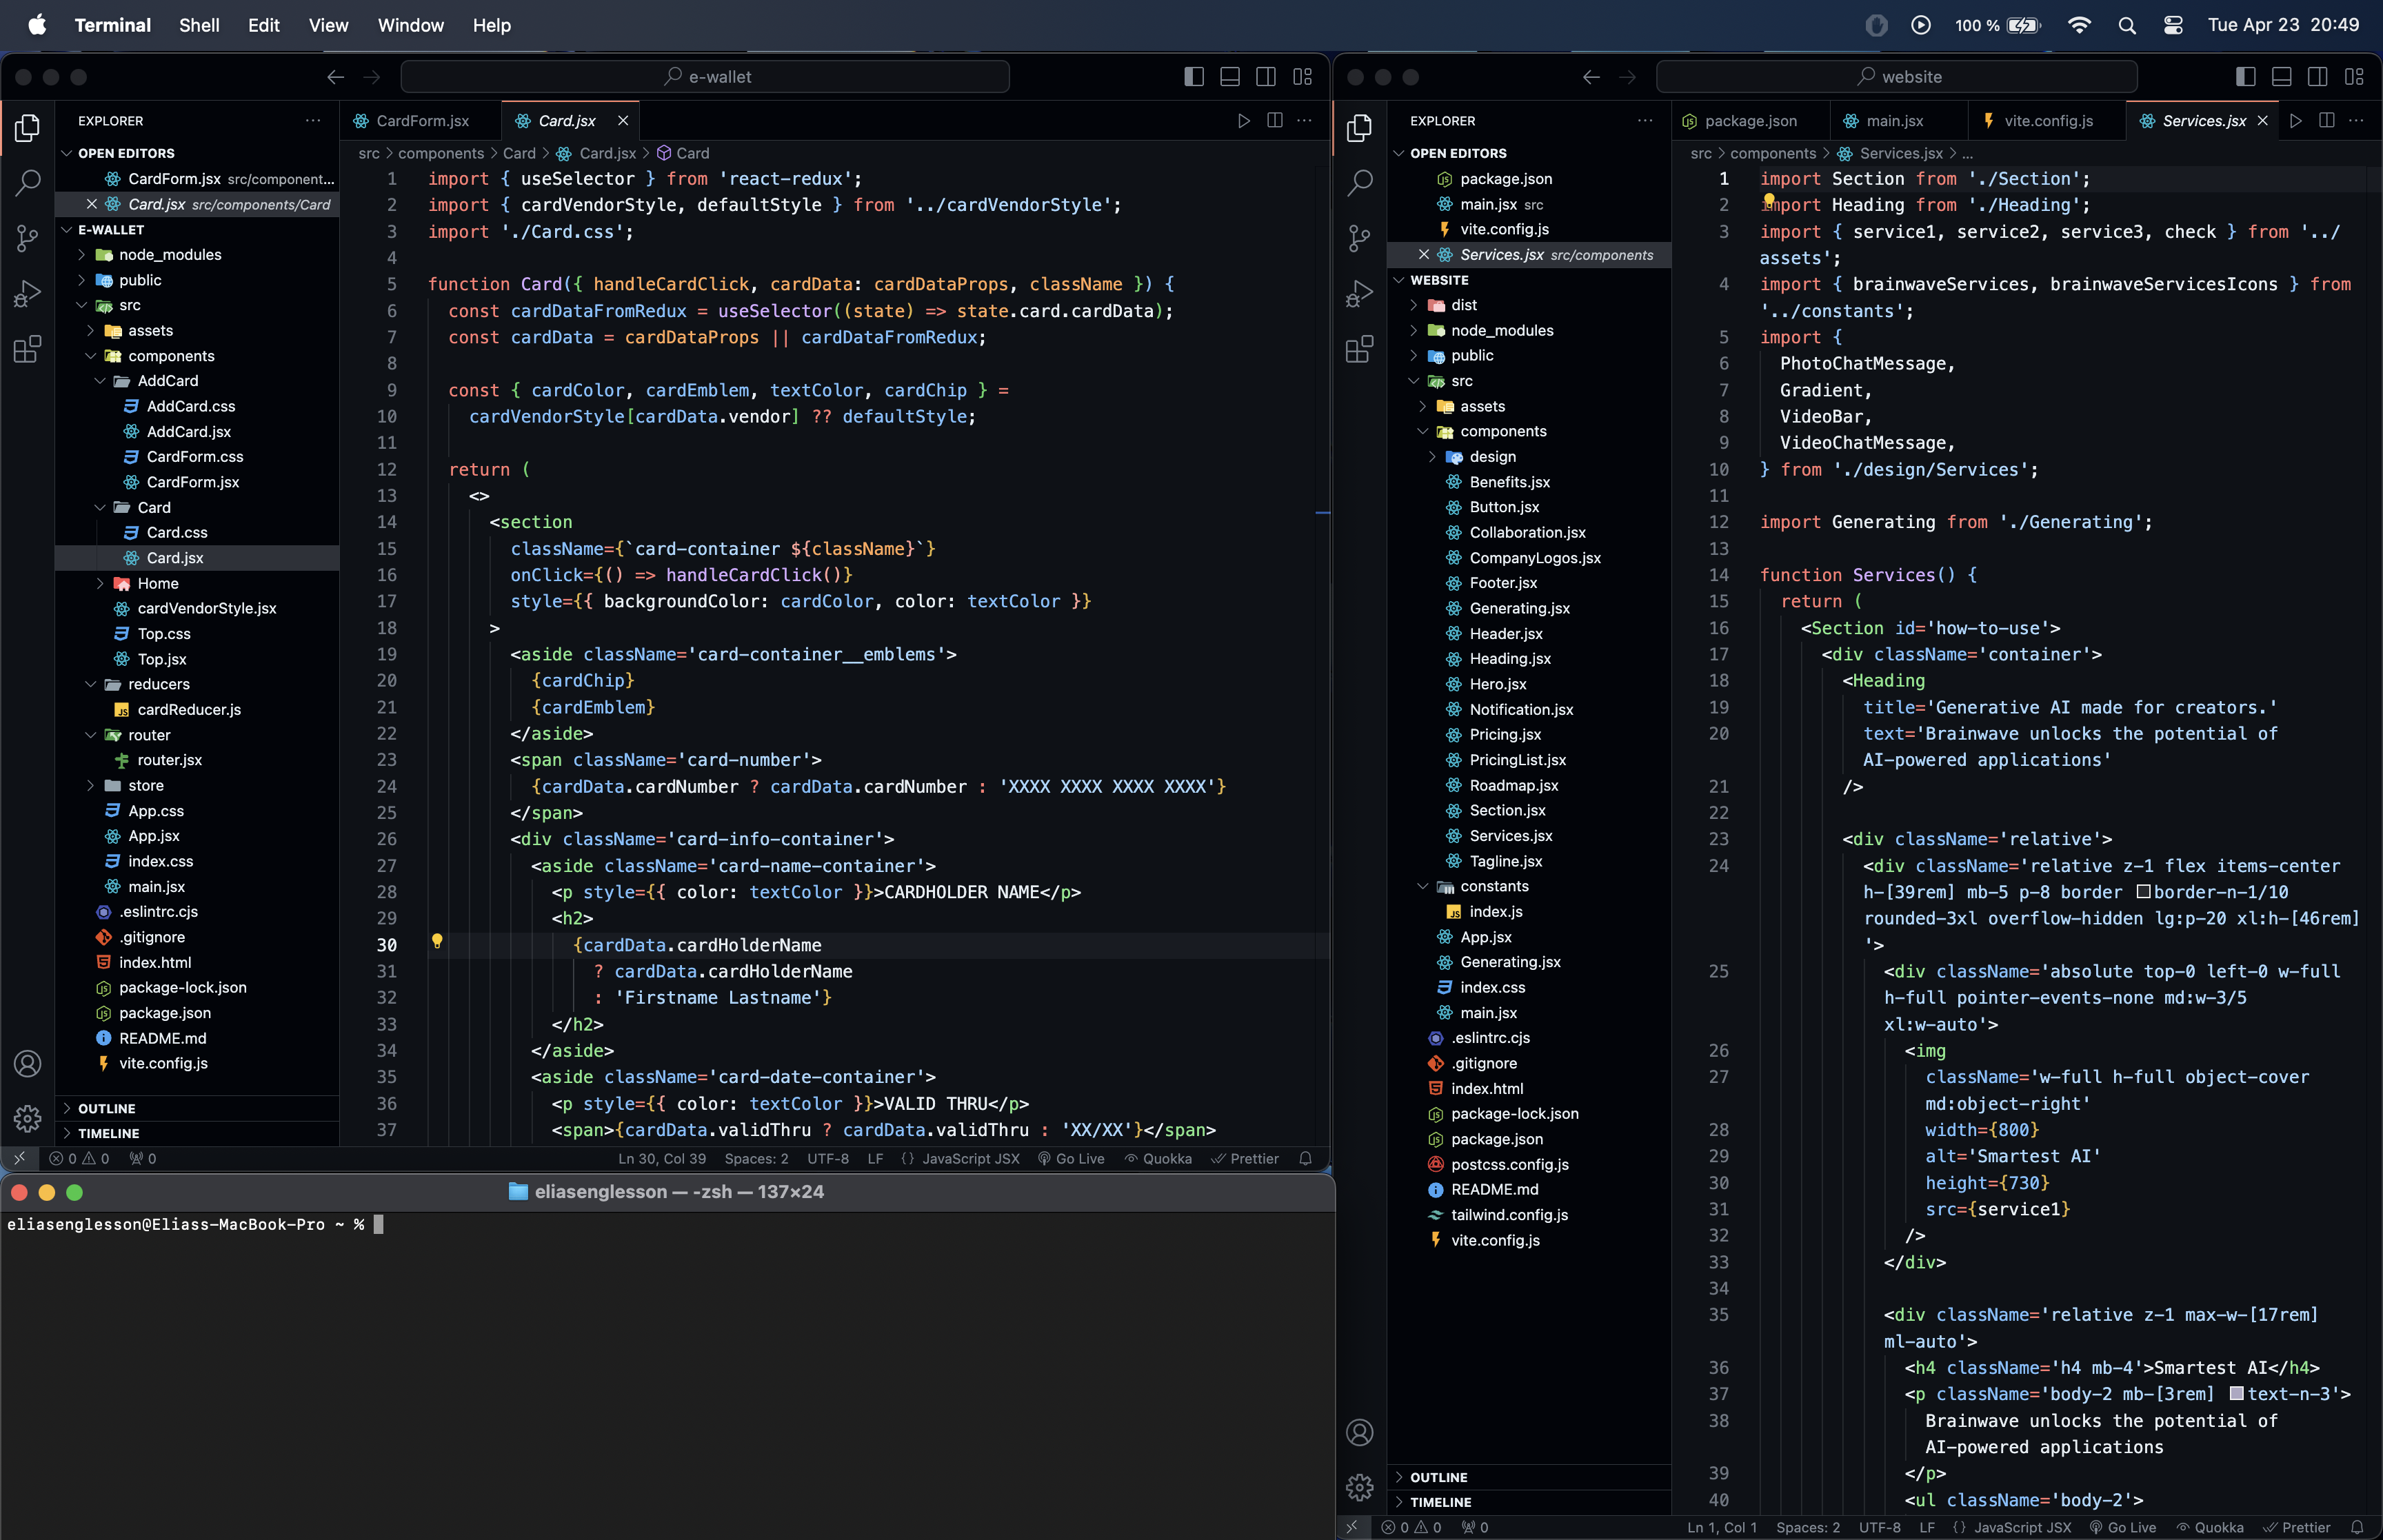 Terminal Shell Edit View Window Help
100 % Tue Apr 23 20:49
e-wallet
EXPLORER
OPEN EDITORS
CardForm.jsx src/component...
Card.jsx src/components/Card
E-WALLET
node_modules
public
src
assets
components
AddCard
AddCard.css
AddCard.jsx
CardForm.css
CardForm.jsx
Card
Card.css
Card.jsx
Home
cardVendorStyle.jsx
Top.css
Top.jsx
reducers
cardReducer.js
router
router.jsx
store
App.css
App.jsx
index.css
main.jsx
.eslintrc.cjs
.gitignore
index.html
package-lock.json
package.json
README.md
vite.config.js
OUTLINE
TIMELINE
CardForm.jsx Card.jsx
src > components > Card > Card.jsx > Card
1 import { useSelector } from 'react-redux';
2 import { cardVendorStyle, defaultStyle } from '../cardVendorStyle';
3 import './Card.css';
4
5 function Card({ handleCardClick, cardData: cardDataProps, className }) {
6 const cardDataFromRedux = useSelector((state) => state.card.cardData);
7 const cardData = cardDataProps || cardDataFromRedux;
8
9 const { cardColor, cardEmblem, textColor, cardChip } =
10 cardVendorStyle[cardData.vendor] ?? defaultStyle;
11
12 return (
13 <>
14 <section
15 className={`card-container ${className}`}
16 onClick={() => handleCardClick()}
17 style={{ backgroundColor: cardColor, color: textColor }}
18 >
19 <aside className='card-container__emblems'>
20 {cardChip}
21 {cardEmblem}
22 </aside>
23 <span className='card-number'>
24 {cardData.cardNumber ? cardData.cardNumber : 'XXXX XXXX XXXX XXXX'}
25 </span>
26 <div className='card-info-container'>
27 <aside className='card-name-container'>
28 <p style={{ color: textColor }}>CARDHOLDER NAME</p>
29 <h2>
30 {cardData.cardHolderName
31 ? cardData.cardHolderName
32 : 'Firstname Lastname'}
33 </h2>
34 </aside>
35 <aside className='card-date-container'>
36 <p style={{ color: textColor }}>VALID THRU</p>
37 <span>{cardData.validThru ? cardData.validThru : 'XX/XX'}</span>
0 0 0 Ln 30, Col 39 Spaces: 2 UTF-8 LF {} JavaScript JSX Go Live Quokka Prettier
eliasenglesson — -zsh — 137×24
eliasenglesson@Eliass-MacBook-Pro ~ %
website
EXPLORER
OPEN EDITORS
package.json
main.jsx src
vite.config.js
Services.jsx src/components
WEBSITE
dist
node_modules
public
src
assets
components
design
Benefits.jsx
Button.jsx
Collaboration.jsx
CompanyLogos.jsx
Footer.jsx
Generating.jsx
Header.jsx
Heading.jsx
Hero.jsx
Notification.jsx
Pricing.jsx
PricingList.jsx
Roadmap.jsx
Section.jsx
Services.jsx
Tagline.jsx
constants
index.js
App.jsx
Generating.jsx
index.css
main.jsx
.eslintrc.cjs
.gitignore
index.html
package-lock.json
package.json
postcss.config.js
README.md
tailwind.config.js
vite.config.js
OUTLINE
TIMELINE
package.json main.jsx vite.config.js Services.jsx
src > components > Services.jsx > ...
1 import Section from './Section';
2 import Heading from './Heading';
3 import { service1, service2, service3, check } from '../
assets';
4 import { brainwaveServices, brainwaveServicesIcons } from
'../constants';
5 import {
6 PhotoChatMessage,
7 Gradient,
8 VideoBar,
9 VideoChatMessage,
10 } from './design/Services';
11
12 import Generating from './Generating';
13
14 function Services() {
15 return (
16 <Section id='how-to-use'>
17 <div className='container'>
18 <Heading
19 title='Generative AI made for creators.'
20 text='Brainwave unlocks the potential of
AI-powered applications'
21 />
22
23 <div className='relative'>
24 <div className='relative z-1 flex items-center
h-[39rem] mb-5 p-8 border border-n-1/10
rounded-3xl overflow-hidden lg:p-20 xl:h-[46rem]
'>
25 <div className='absolute top-0 left-0 w-full
h-full pointer-events-none md:w-3/5
xl:w-auto'>
26 <img
27 className='w-full h-full object-cover
md:object-right'
28 width={800}
29 alt='Smartest AI'
30 height={730}
31 src={service1}
32 />
33 </div>
34
35 <div className='relative z-1 max-w-[17rem]
ml-auto'>
36 <h4 className='h4 mb-4'>Smartest AI</h4>
37 <p className='body-2 mb-[3rem] text-n-3'>
38 Brainwave unlocks the potential of
AI-powered applications
39 </p>
40 <ul className='body-2'>
0 0 0 Ln 1, Col 1 Spaces: 2 UTF-8 LF {} JavaScript JSX Go Live Quokka Prettier